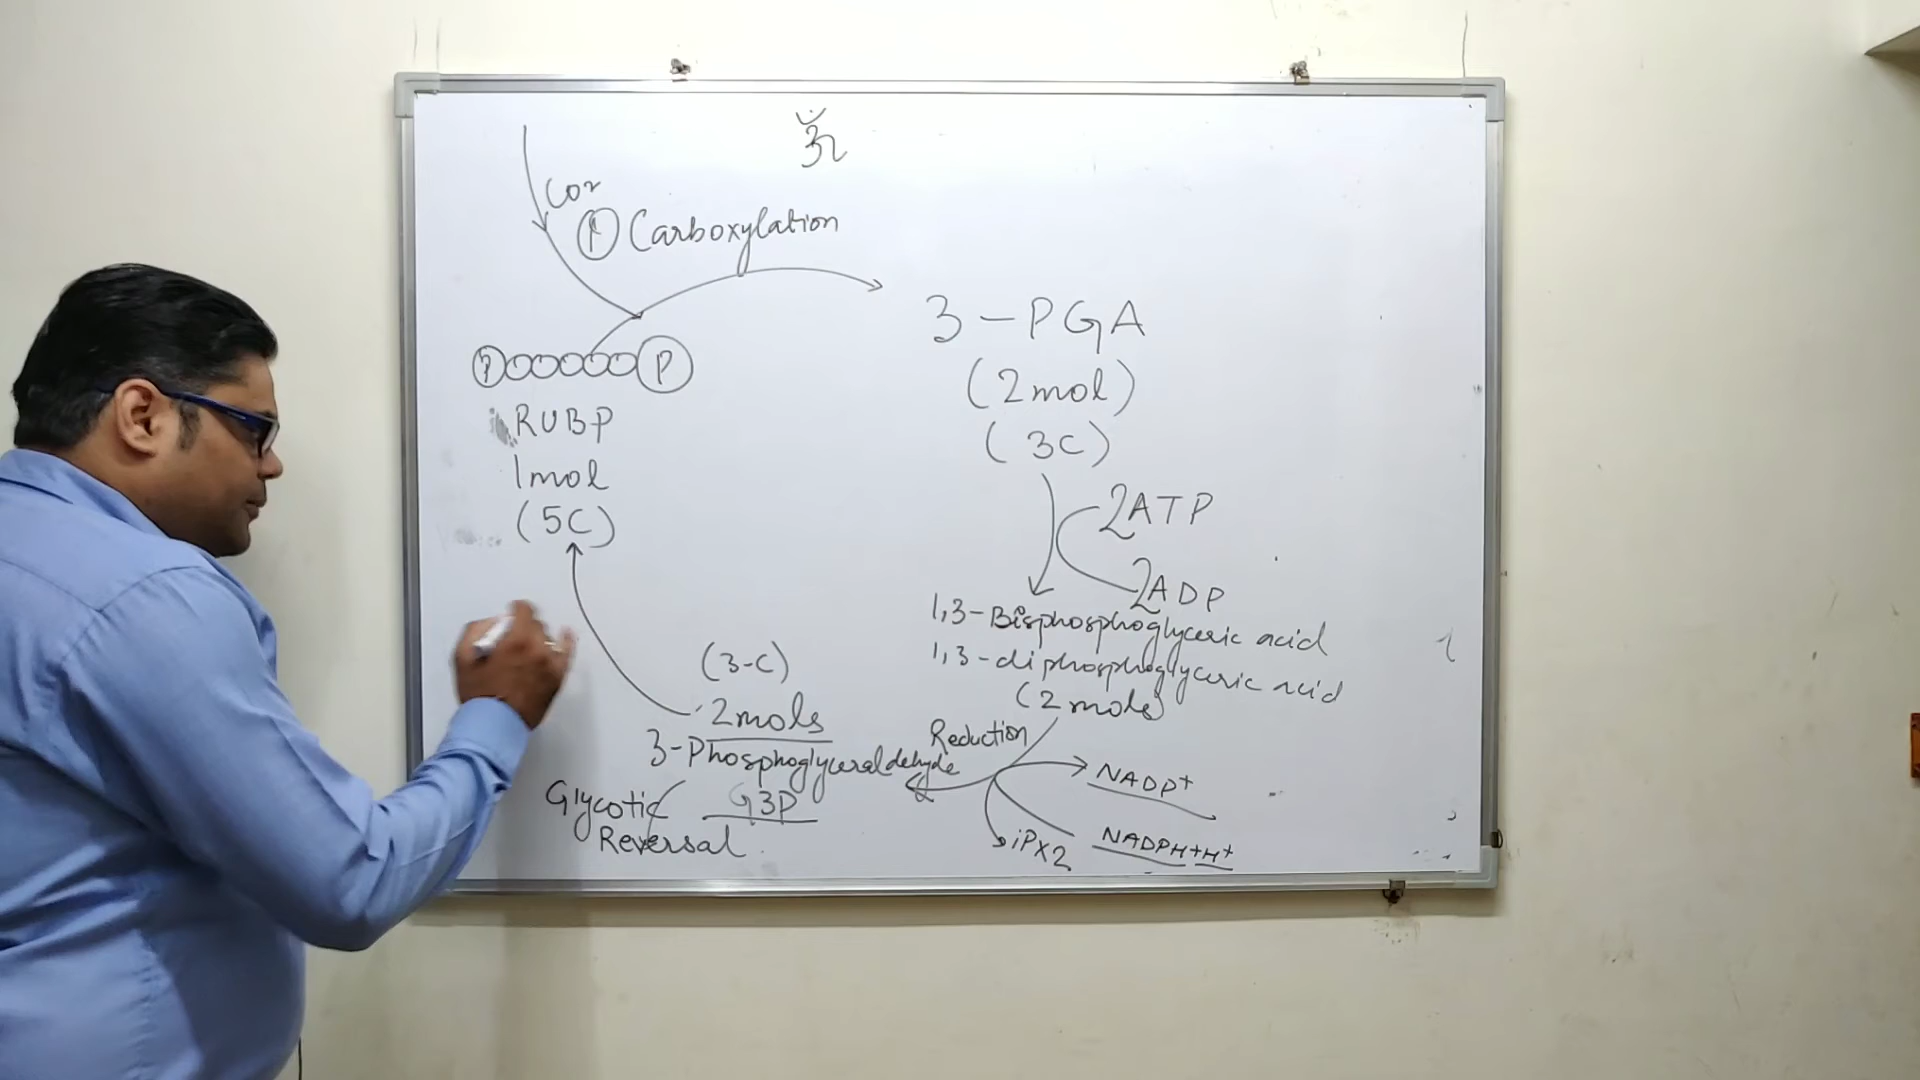 ॐ
CO2
① Carboxylation
P P
RUBP
1mol
(5C)
3-PGA
(2mol)
(3C)
2ATP
2ADP
1,3-Bisphosphoglyceric acid
1,3-diphosphoglyceric acid
(2 mols)
Reduction
NADP+
NADPH+H+
iPX2
(3-C)
2mols
3-Phosphoglyceraldehyde
G3P
Glycotic
Reversal